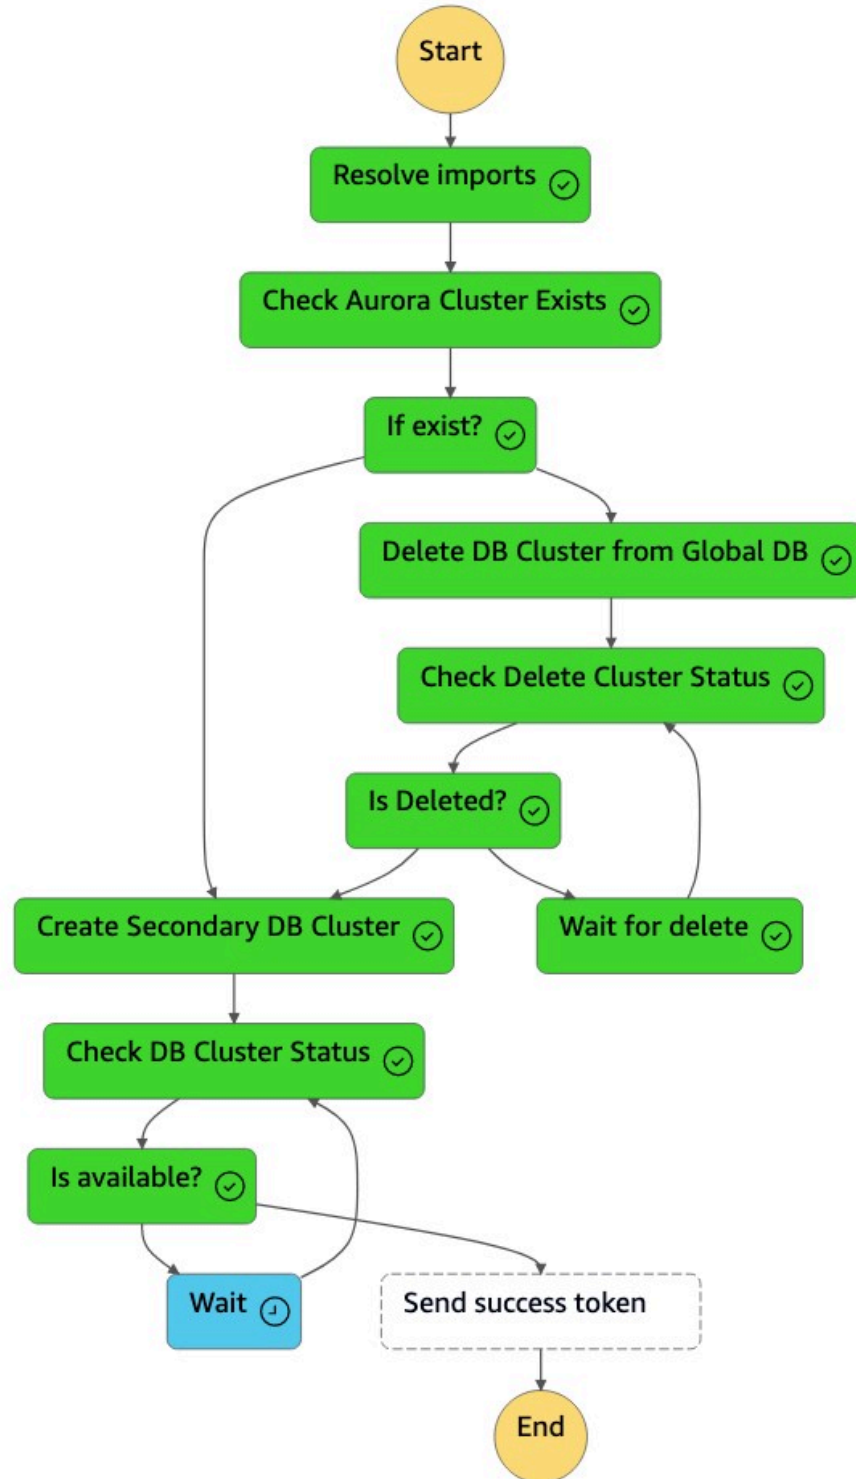 Start
Resolve imports
Check Aurora Cluster Exists
If exist?
Delete DB Cluster from Global DB
Check Delete Cluster Status
Is Deleted?
Create Secondary DB Cluster
Wait for delete
Check DB Cluster Status
Is available?
Wait
Send success token
End